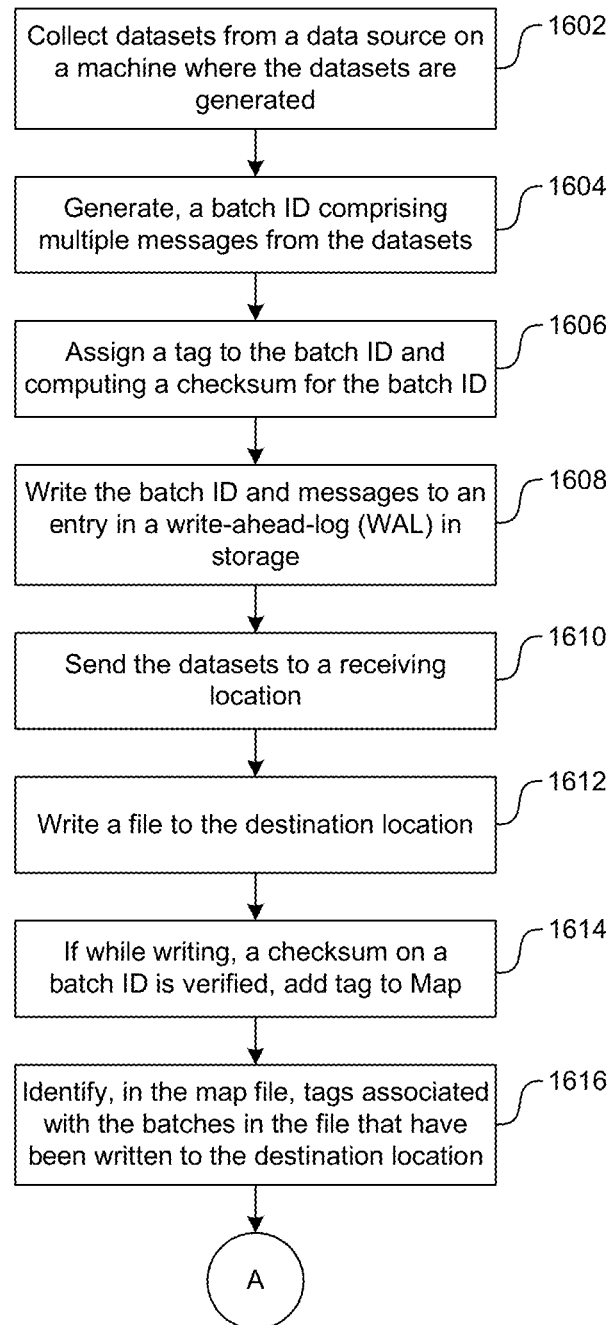 Collect datasets from a data source on
a machine where the datasets are
generated
1602
Generate, a batch ID comprising
multiple messages from the datasets
1604
Assign a tag to the batch ID and
computing a checksum for the batch ID
1606
Write the batch ID and messages to an
entry in a write-ahead-log (WAL) in
storage
1608
Send the datasets to a receiving
location
1610
Write a file to the destination location
1612
If while writing, a checksum on a
batch ID is verified, add tag to Map
1614
Identify, in the map file, tags associated
with the batches in the file that have
been written to the destination location
1616
A